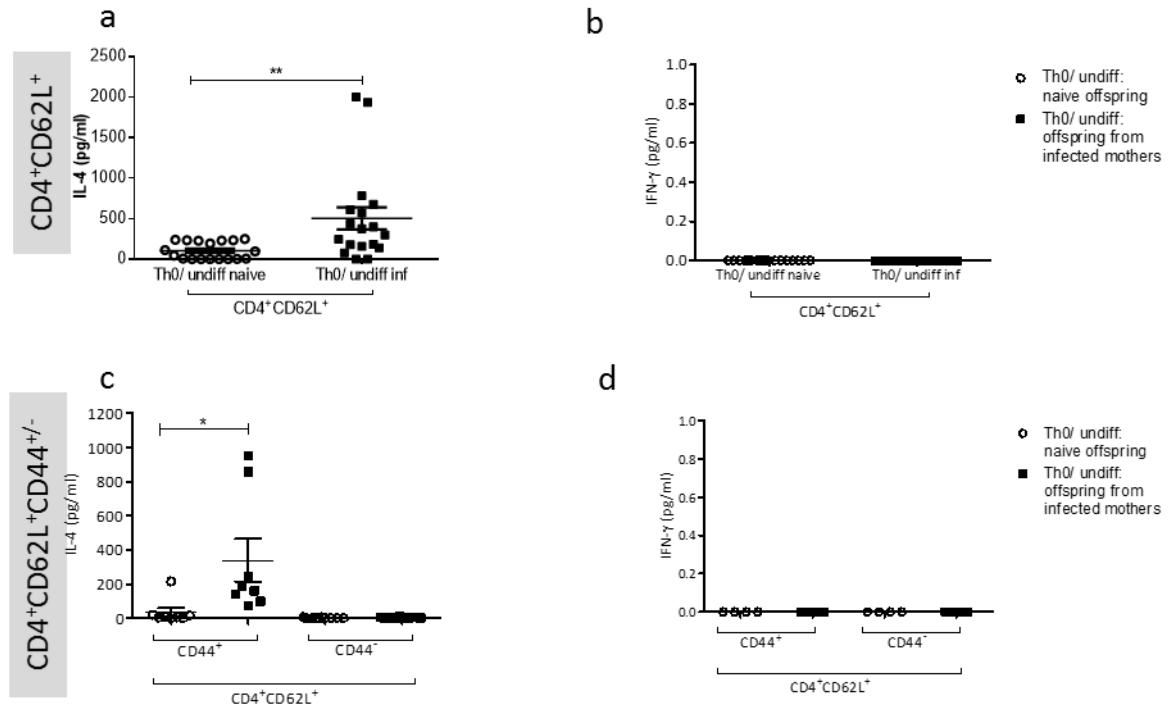 a
CD4⁺CD62L⁺
IL-4 (pg/ml)
2500
2000
1500
1000
500
0
**
Th0/ undiff naive
Th0/ undiff inf
CD4⁺CD62L⁺
b
IFN-γ (pg/ml)
1.0
0.8
0.6
0.4
0.2
0.0
Th0/ undiff naive
Th0/ undiff inf
CD4⁺CD62L⁺
Th0/ undiff:
naive offspring
Th0/ undiff:
offspring from
infected mothers
c
CD4⁺CD62L⁺CD44⁺/⁻
IL-4 (pg/ml)
1200
1000
800
600
400
200
0
*
CD44⁺
CD44⁻
CD4⁺CD62L⁺
d
IFN-γ (pg/ml)
1.0
0.8
0.6
0.4
0.2
0.0
CD44⁺
CD44⁻
CD4⁺CD62L⁺
Th0/ undiff:
naive offspring
Th0/ undiff:
offspring from
infected mothers